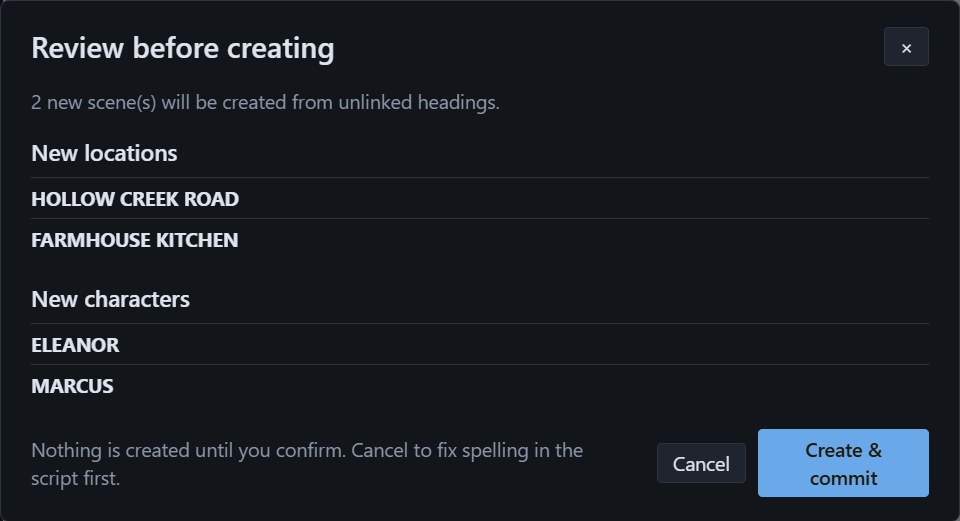 Review before creating
×
2 new scene(s) will be created from unlinked headings.
New locations
HOLLOW CREEK ROAD
FARMHOUSE KITCHEN
New characters
ELEANOR
MARCUS
Nothing is created until you confirm. Cancel to fix spelling in the
script first.
Cancel
Create &
commit